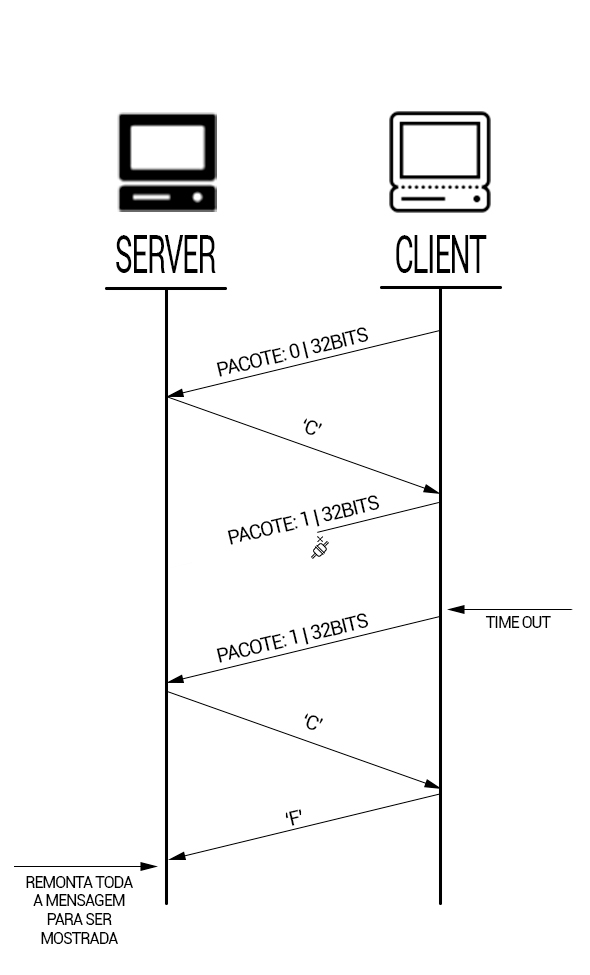 SERVER
CLIENT
PACOTE: 0 | 32BITS
'C'
PACOTE: 1 | 32BITS
TIME OUT
PACOTE: 1 | 32BITS
'C'
'F'
REMONTA TODA
A MENSAGEM
PARA SER
MOSTRADA